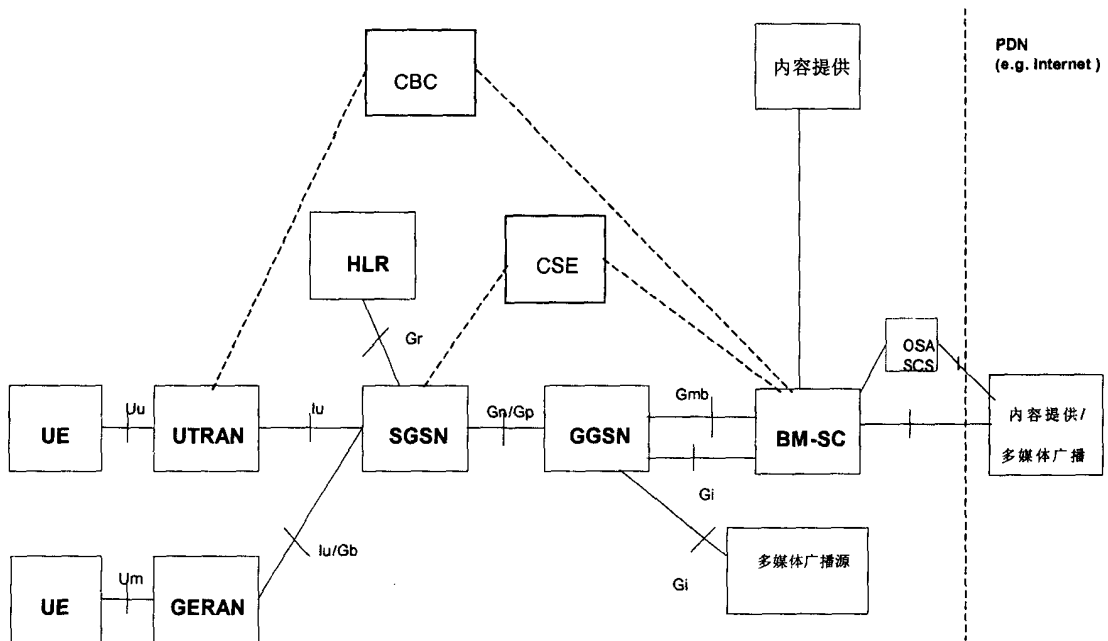 PDN
(e.g. Internet )
CBC
内容提供
HLR
CSE
Gr
OSA
SCS
UE
Uu
UTRAN
Iu
SGSN
Gn/Gp
GGSN
Gmb
Gi
BM-SC
内容提供/
多媒体广播
Iu/Gb
Gi
多媒体广播源
UE
Um
GERAN